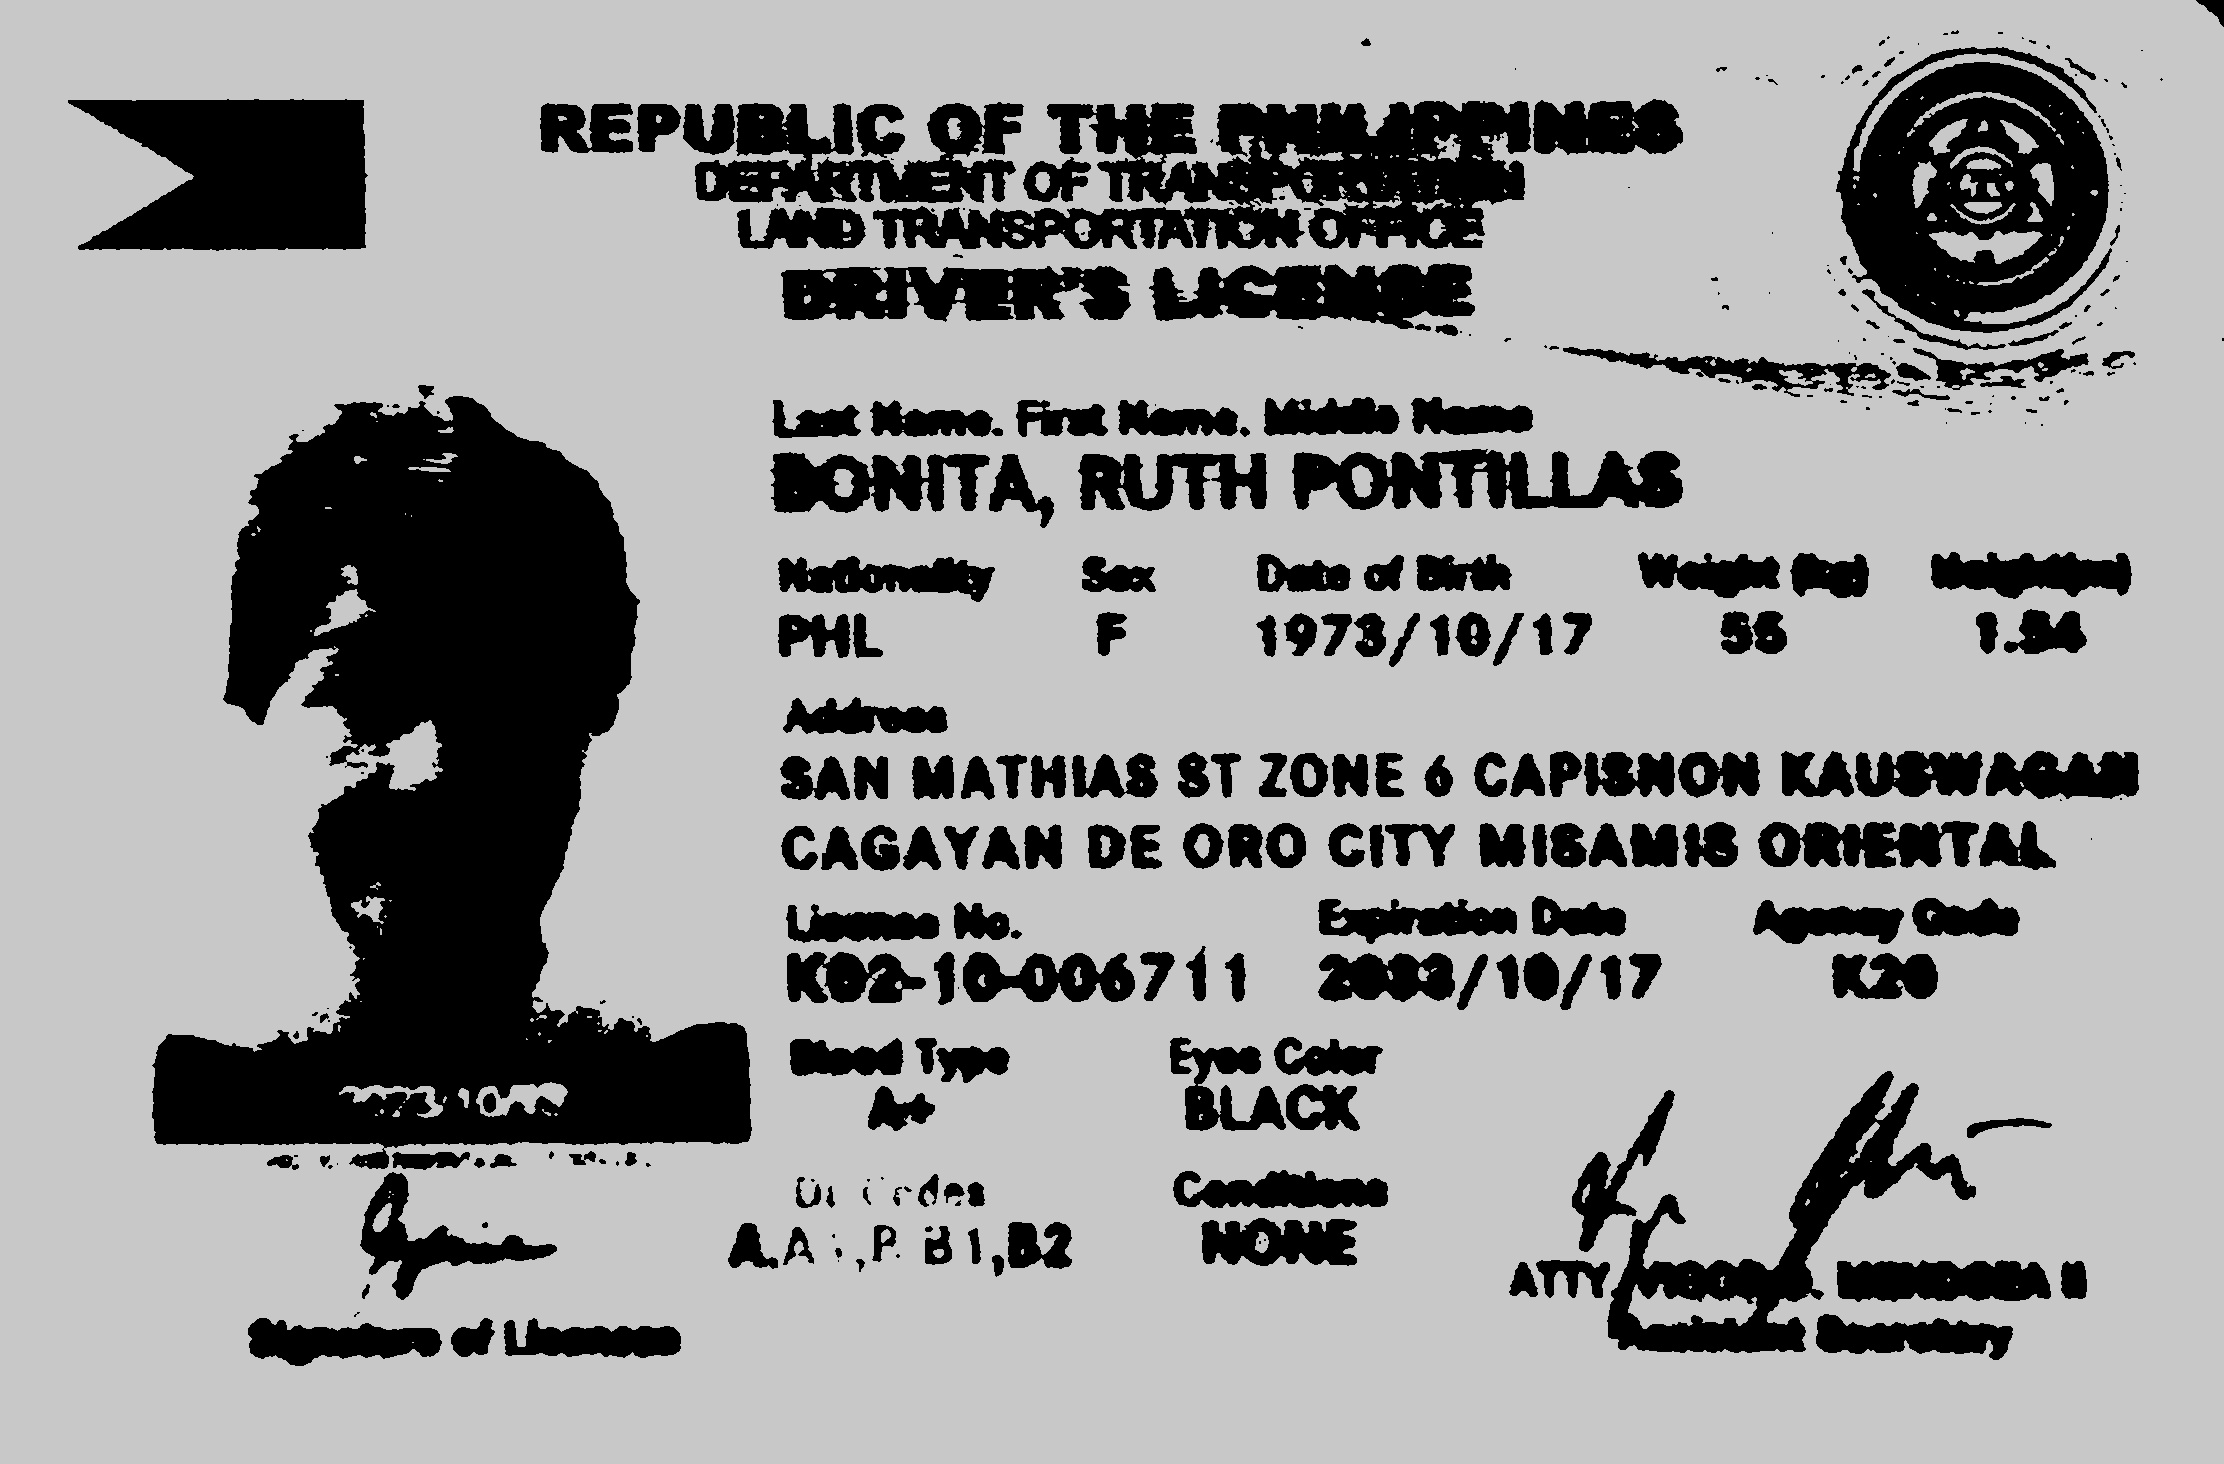 REPUBLIC OF THE PHILIPPINES
DEPARTMENT OF TRANSPORTATION
LAND TRANSPORTATION OFFICE
DRIVER'S LICENSE
Last Name. First Name. Middle Name
BONITA, RUTH PONTILLAS
Nationality Sex Date of Birth Weight (kg) Height(m)
PHL F 1973/10/17 55 1.54
Address
SAN MATHIAS ST ZONE 6 CAPISNON KAUSWAGAN
CAGAYAN DE ORO CITY MISAMIS ORIENTAL
License No. Expiration Date Agency Code
K02-10-006711 2033/10/17 K20
Blood Type Eyes Color
A+ BLACK
Codes Conditions
B1,B2 NONE
ATTY. MENDOZA II
Signature of Licensee Assistant Secretary